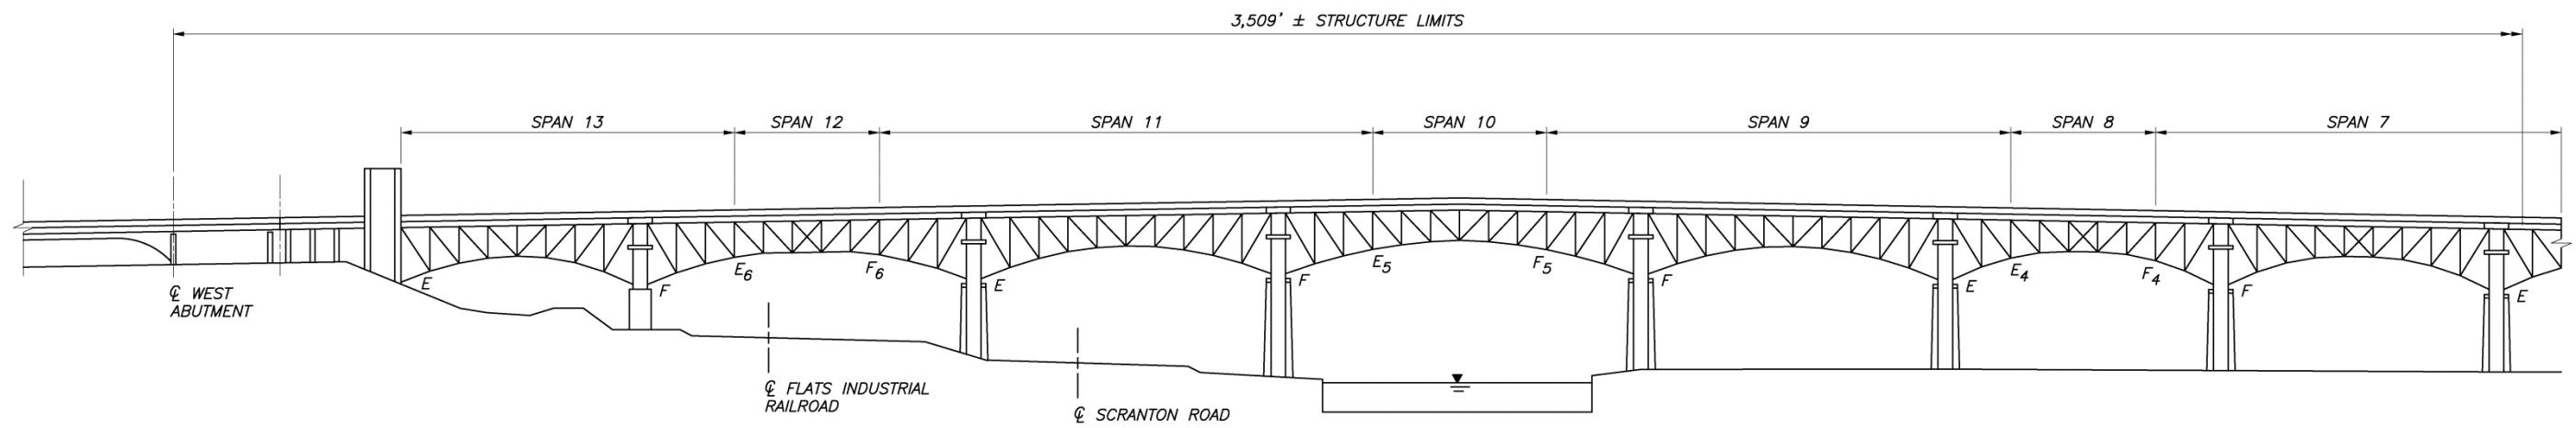 3,509' ± STRUCTURE LIMITS
SPAN 13
SPAN 12
SPAN 11
SPAN 10
SPAN 9
SPAN 8
SPAN 7
E
F
E6
F6
E
F
E5
F5
F
E
E4
F4
F
E
℄ WEST
ABUTMENT
℄ FLATS INDUSTRIAL
RAILROAD
℄ SCRANTON ROAD